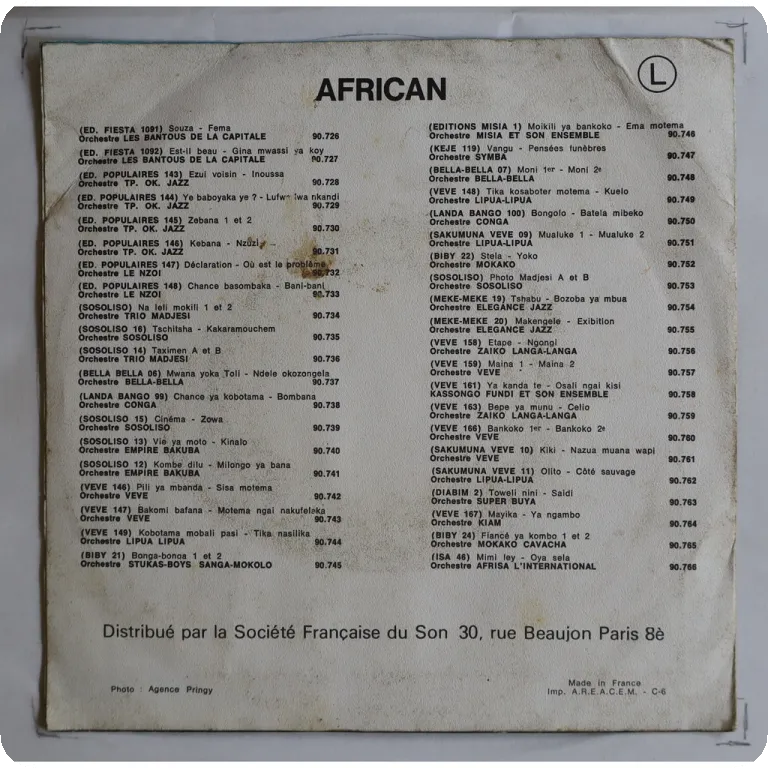 AFRICAN
L
(ED. FIESTA 1091) Souza - Fema
Orchestre LES BANTOUS DE LA CAPITALE 90.726
(ED. FIESTA 1092) Est-il beau - Gina mwassi ya koy
Orchestre LES BANTOUS DE LA CAPITALE 90.727
(ED. POPULAIRES 143) Ezui voisin - Inoussa
Orchestre TP. OK. JAZZ 90.728
(ED. POPULAIRES 144) Ye baboyaka ye ? - nkandi
Orchestre TP. OK. JAZZ 90.729
(ED. POPULAIRES 145) Zebana 1 et 2
Orchestre TP. OK. JAZZ 90.730
(ED. POPULAIRES 146) Kebana - Nzūzi
Orchestre TP. OK. JAZZ 90.731
(ED. POPULAIRES 147) Déclaration - Où est le problème
Orchestre LE NZOI 90.732
(ED. POPULAIRES 148) Chance basombaka - Bani-bani
Orchestre LE NZOI 90.733
(SOSOLISO) Na leli mokili 1 et 2
Orchestre TRIO MADJESI 90.734
(SOSOLISO 16) Tschitsha - Kakaramouchem
Orchestre SOSOLISO 90.735
(SOSOLISO 14) Taximen A et B
Orchestre TRIO MADJESI 90.736
(BELLA BELLA 06) Mwana yoka Toli - Ndele okozongela
Orchestre BELLA-BELLA 90.737
(LANDA BANGO 99) Chance ya kobotama - Bombana
Orchestre CONGA 90.738
(SOSOLISO 15) Cinéma - Zowa
Orchestre SOSOLISO 90.739
(SOSOLISO 13) Vie ya moto - Kinalo
Orchestre EMPIRE BAKUBA 90.740
(SOSOLISO 12) Kombe dilu - Milongo ya bana
Orchestre EMPIRE BAKUBA 90.741
(VEVE 146) Pili ya mbanda - Sisa motema
Orchestre VEVE 90.742
(VEVE 147) Bakomi bafana - Motema ngai nakufeleka
Orchestre VEVE 90.743
(VEVE 149) Kobotama mobali pasi - Tika nasilika
Orchestre LIPUA LIPUA 90.744
(BIBY 21) Bonga-bonga 1 et 2
Orchestre STUKAS-BOYS SANGA-MOKOLO 90.745
(EDITIONS MISIA 1) Moikili ya bankoko - Ema motema
Orchestre MISIA ET SON ENSEMBLE 90.746
(KEJE 119) Vangu - Pensées funèbres
Orchestre SYMBA 90.747
(BELLA-BELLA 07) Moni 1er - Moni 2e
Orchestre BELLA-BELLA 90.748
(VEVE 148) Tika kosaboter motema - Kuelo
Orchestre LIPUA-LIPUA 90.749
(LANDA BANGO 100) Bongolo - Batela mibeko
Orchestre CONGA 90.750
(SAKUMUNA VEVE 09) Mualuke 1 - Mualuke 2
Orchestre LIPUA-LIPUA 90.751
(BIBY 22) Stela - Yoko
Orchestre MOKAKO 90.752
(SOSOLISO) Photo Madjesi A et B
Orchestre SOSOLISO 90.753
(MEKE-MEKE 19) Tshabu - Bozoba ya mbua
Orchestre ELEGANCE JAZZ 90.754
(MEKE-MEKE 20) Makengele - Exibition
Orchestre ELEGANCE JAZZ 90.755
(VEVE 158) Etape - Ngongi
Orchestre ZAIKO LANGA-LANGA 90.756
(VEVE 159) Maina 1 - Maina 2
Orchestre VEVE 90.757
(VEVE 161) Ya kanda te - Osali ngai kisi
KASSONGO FUNDI ET SON ENSEMBLE 90.758
(VEVE 163) Bepe ya munu - Celio
Orchestre ZAIKO LANGA-LANGA 90.759
(VEVE 166) Bankoko 1er - Bankoko 2e
Orchestre VEVE 90.760
(SAKUMUNA VEVE 10) Kiki - Nazua muana wapi
Orchestre VEVE 90.761
(SAKUMUNA VEVE 11) Olito - Côté sauvage
Orchestre LIPUA-LIPUA 90.762
(DIABIM 2) Toweli nini - Saidi
Orchestre SUPER BUYA 90.763
(VEVE 167) Mayika - Ya ngambo
Orchestre KIAM 90.764
(BIBY 24) Fiancé ya kombo 1 et 2
Orchestre MOKAKO CAVACHA 90.765
(ISA 46) Mimi ley - Oya sela
Orchestre AFRISA L'INTERNATIONAL 90.766
Distribué par la Société Française du Son 30, rue Beaujon Paris 8è
Photo : Agence Pringy
Made in France
Imp. A.R.E.A.C.E.M. - C-6